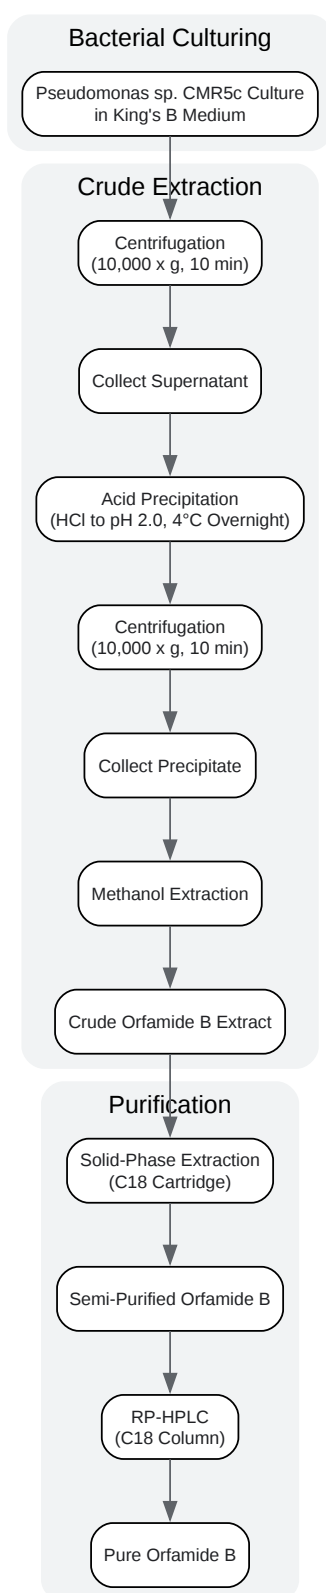 Bacterial Culturing
Pseudomonas sp. CMR5c Culture
in King's B Medium
Crude Extraction
Centrifugation
(10,000 x g, 10 min)
Collect Supernatant
Acid Precipitation
(HCl to pH 2.0, 4°C Overnight)
Centrifugation
(10,000 x g, 10 min)
Collect Precipitate
Methanol Extraction
Crude Orfamide B Extract
Purification
Solid-Phase Extraction
(C18 Cartridge)
Semi-Purified Orfamide B
RP-HPLC
(C18 Column)
Pure Orfamide B